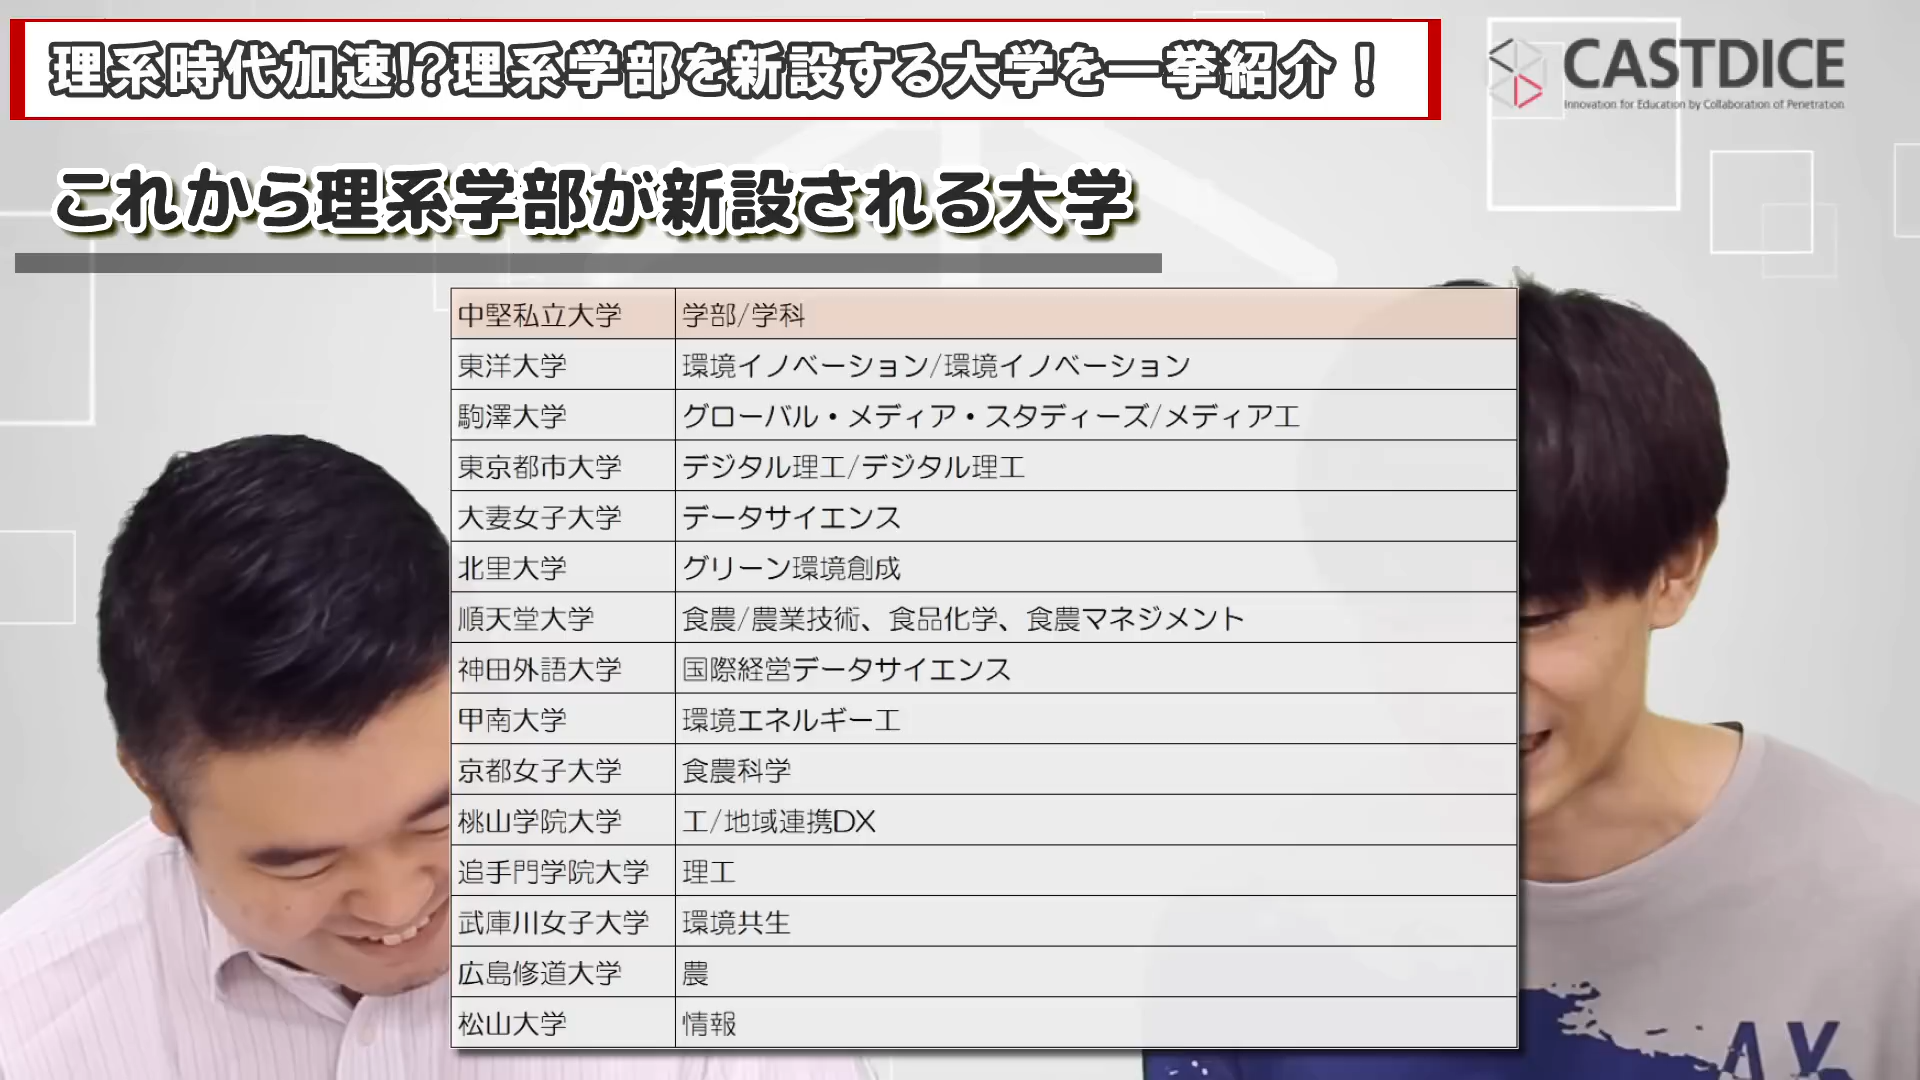 理系時代加速!?理系学部を新設する大学を一挙紹介！
CASTDICE
Innovation for Education by Collaboration of Penetration
これから理系学部が新設される大学
中堅私立大学 学部/学科
東洋大学 環境イノベーション/環境イノベーション
駒澤大学 グローバル・メディア・スタディーズ/メディア工
東京都市大学 デジタル理工/デジタル理工
大妻女子大学 データサイエンス
北里大学 グリーン環境創成
順天堂大学 食農/農業技術、食品化学、食農マネジメント
神田外語大学 国際経営データサイエンス
甲南大学 環境エネルギー工
京都女子大学 食農科学
桃山学院大学 工/地域連携DX
追手門学院大学 理工
武庫川女子大学 環境共生
広島修道大学 農
松山大学 情報